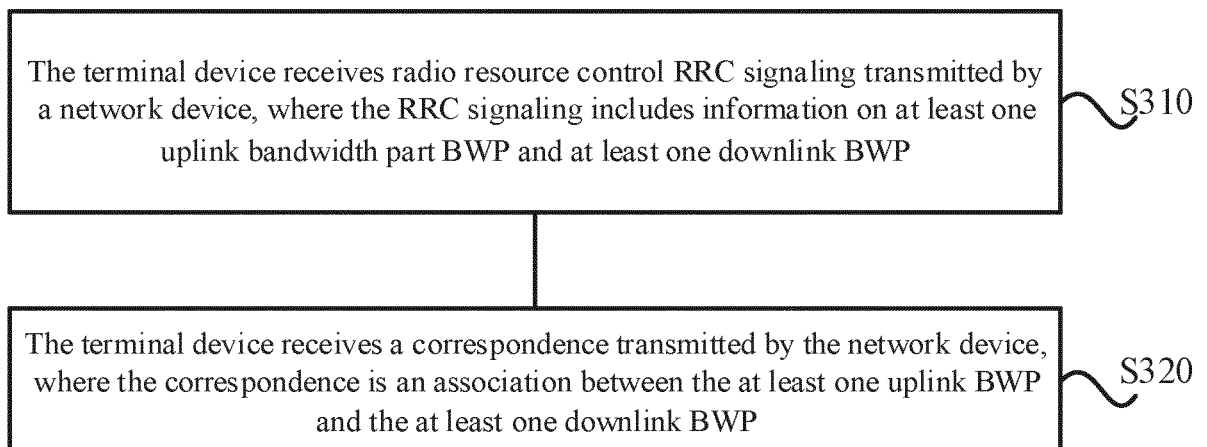 The terminal device receives radio resource control RRC signaling transmitted by
a network device, where the RRC signaling includes information on at least one
uplink bandwidth part BWP and at least one downlink BWP
S310
The terminal device receives a correspondence transmitted by the network device,
where the correspondence is an association between the at least one uplink BWP
and the at least one downlink BWP
S320